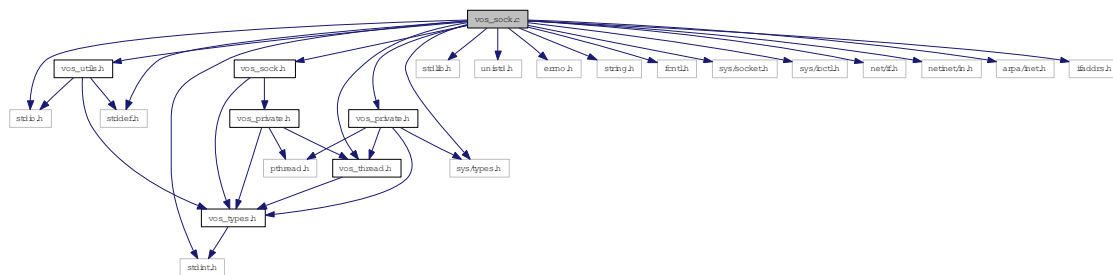 vos_sock.c
vos_utils.h
vos_sock.h
stdlib.h
unistd.h
errno.h
string.h
fcntl.h
sys/socket.h
sys/ioctl.h
net/if.h
netinet/in.h
arpa/inet.h
ifaddrs.h
stdio.h
stddef.h
vos_private.h
vos_private.h
pthread.h
vos_thread.h
sys/types.h
vos_types.h
stdint.h